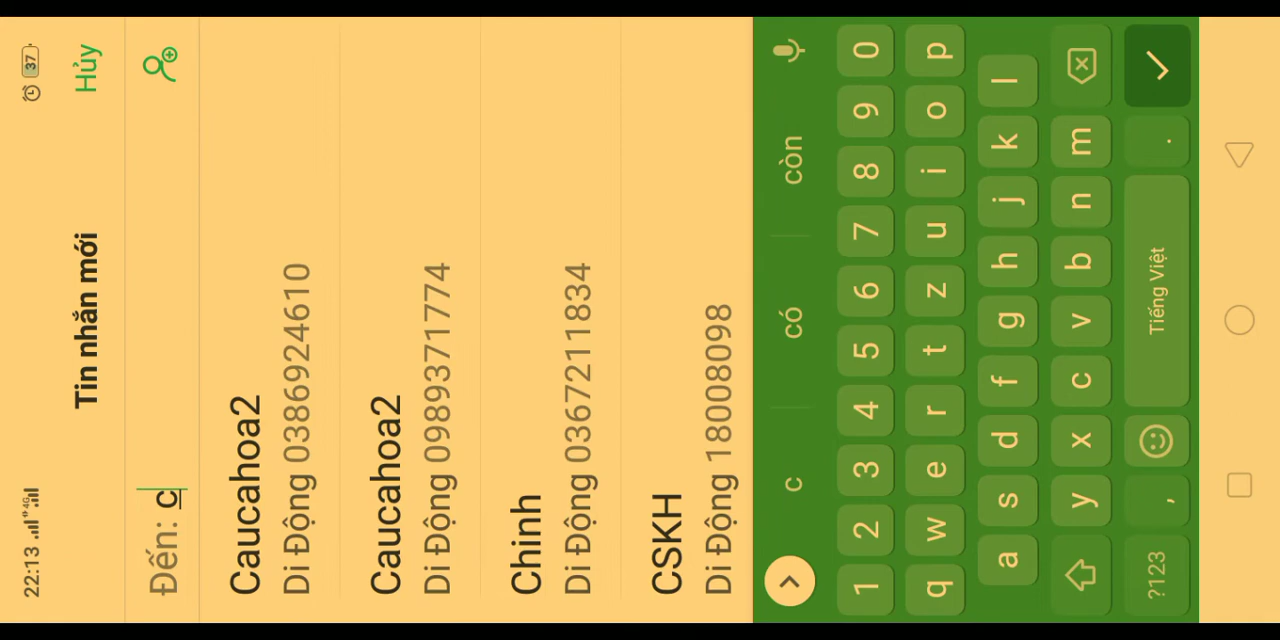 22:13 4G 37
Tin nhắn mới Hủy
Đến: c
Caucahoa2
Di Động 0386924610
Caucahoa2
Di Động 0989371774
Chinh
Di Động 0367211834
CSKH
Di Động 18008098
c có còn
1 2 3 4 5 6 7 8 9 0
q w e r t z u i o p
a s d f g h j k l
y x c v b n m
?123 , Tiếng Việt .